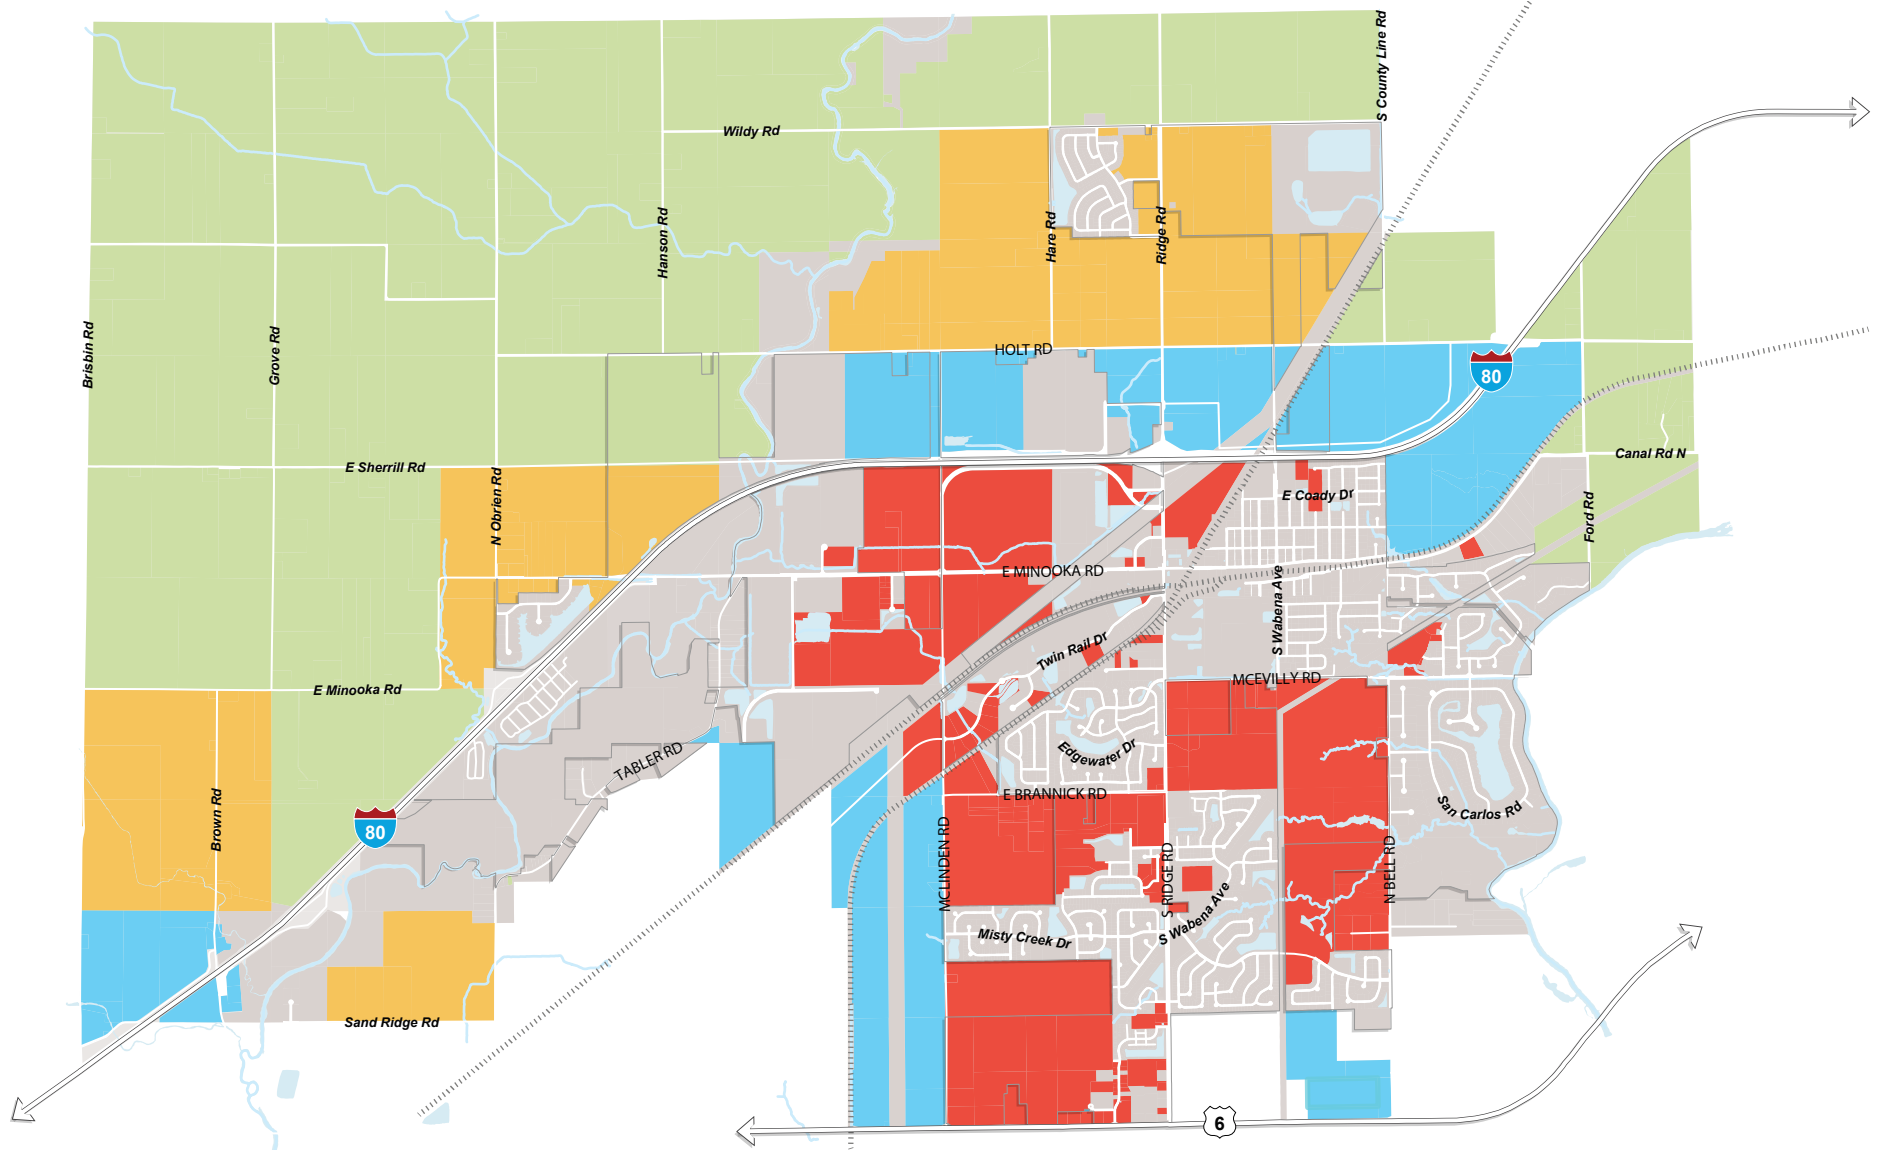 S County Line Rd
Wildy Rd
Hanson Rd
Hare Rd
Ridge Rd
Brisbin Rd
Grove Rd
HOLT RD
80
E Sherrill Rd
Canal Rd N
N Obrien Rd
E Coady Dr
Ford Rd
E MINOOKA RD
S Wabena Ave
Twin Rail Dr
E Minooka Rd
MCEVILLY RD
TABLER RD
Edgewater Dr
E BRANNICK RD
San Carlos Rd
Brown Rd
80
MCLINDEN RD
S RIDGE RD
N BELL RD
S Wabena Ave
Misty Creek Dr
Sand Ridge Rd
6